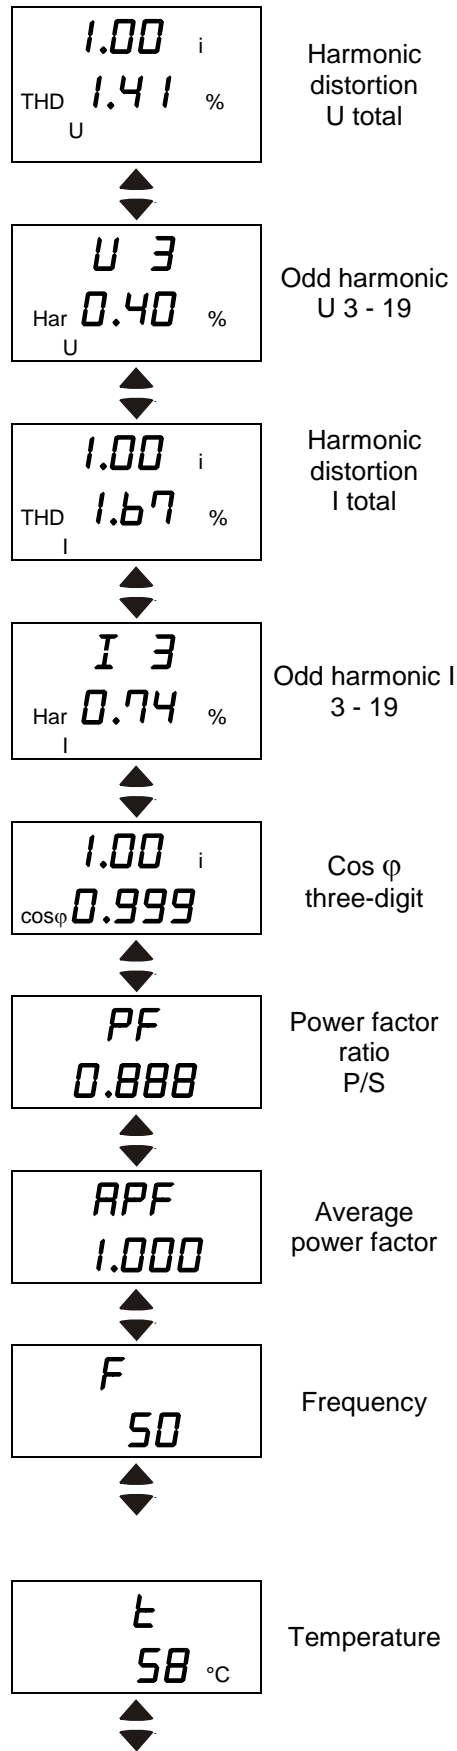 1.00 i
THD 1.41 %
U
Harmonic
distortion
U total
U 3
Har 0.40 %
U
Odd harmonic
U 3 - 19
1.00 i
THD 1.67 %
I
Harmonic
distortion
I total
I 3
Har 0.74 %
I
Odd harmonic I
3 - 19
1.00 i
cosφ 0.999
Cos φ
three-digit
PF
0.888
Power factor
ratio
P/S
APF
1.000
Average
power factor
F
50
Frequency
t
58 °C
Temperature